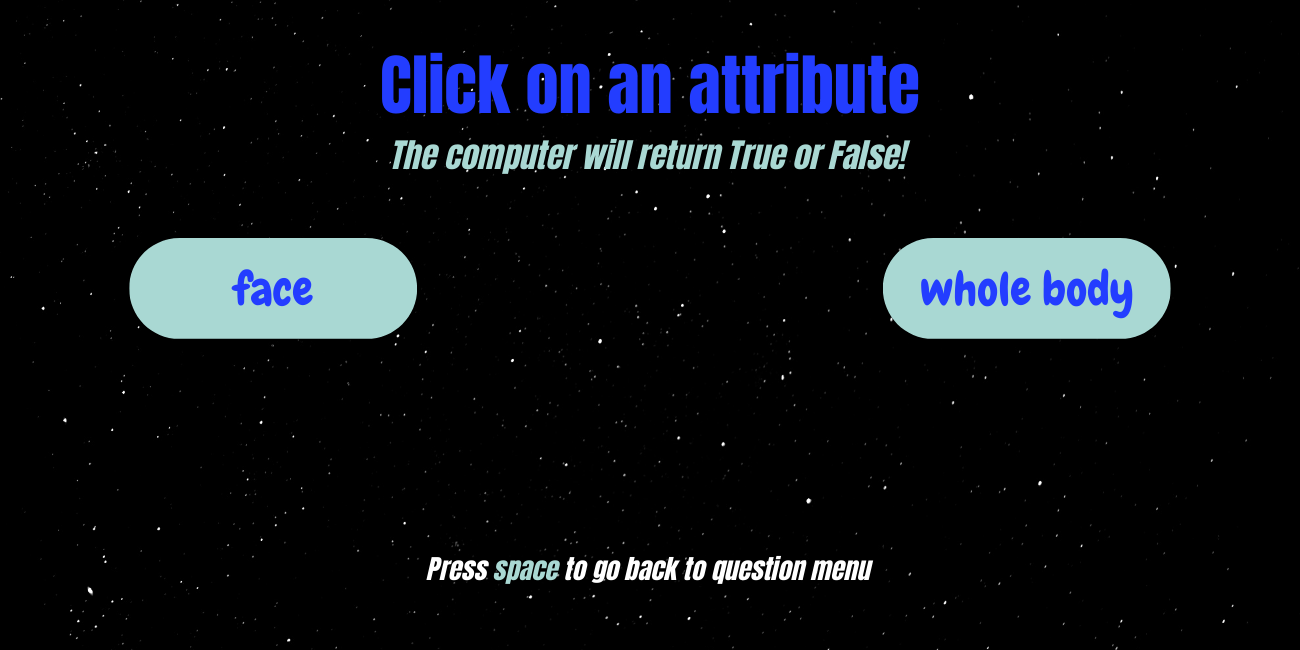 Click on an attribute
The computer will return True or False!
face
whole body
Press space to go back to question menu